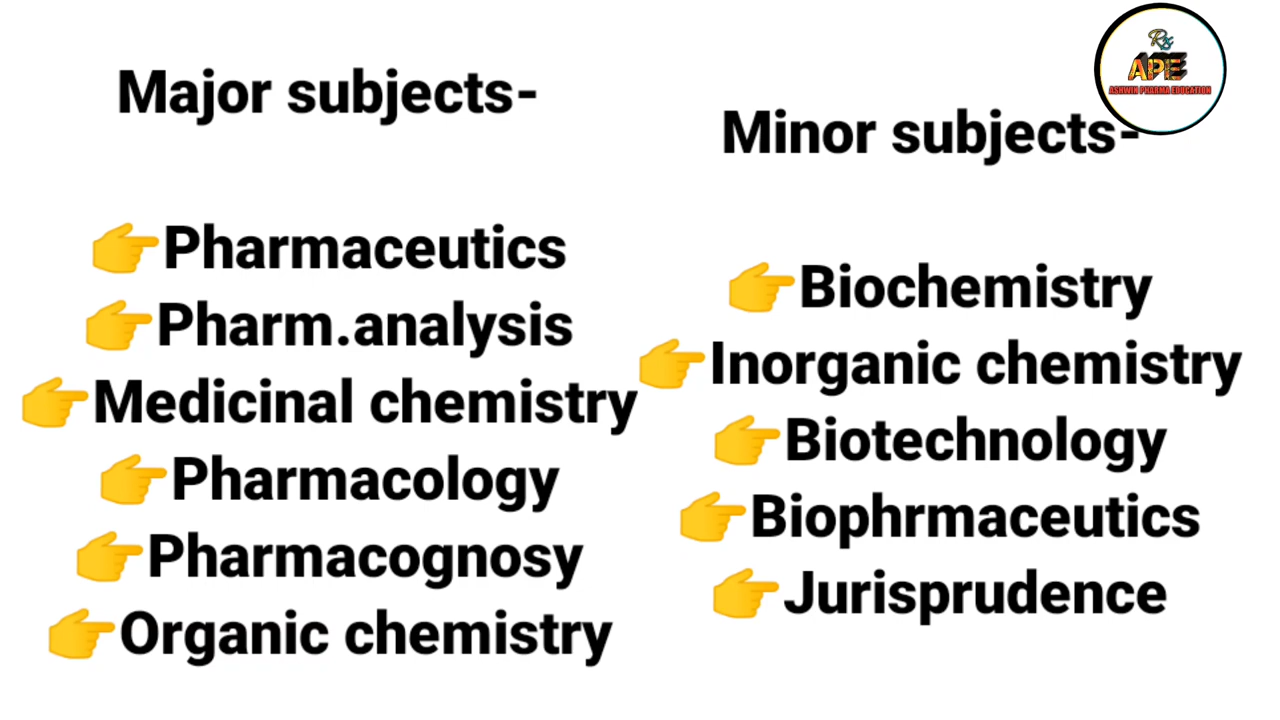 Major subjects-
👉Pharmaceutics
👉Pharm.analysis
👉Medicinal chemistry
👉Pharmacology
👉Pharmacognosy
👉Organic chemistry
Minor subjects-
👉Biochemistry
👉Inorganic chemistry
👉Biotechnology
👉Biophrmaceutics
👉Jurisprudence
Rx
APE
ASHWIN PHARMA EDUCATION